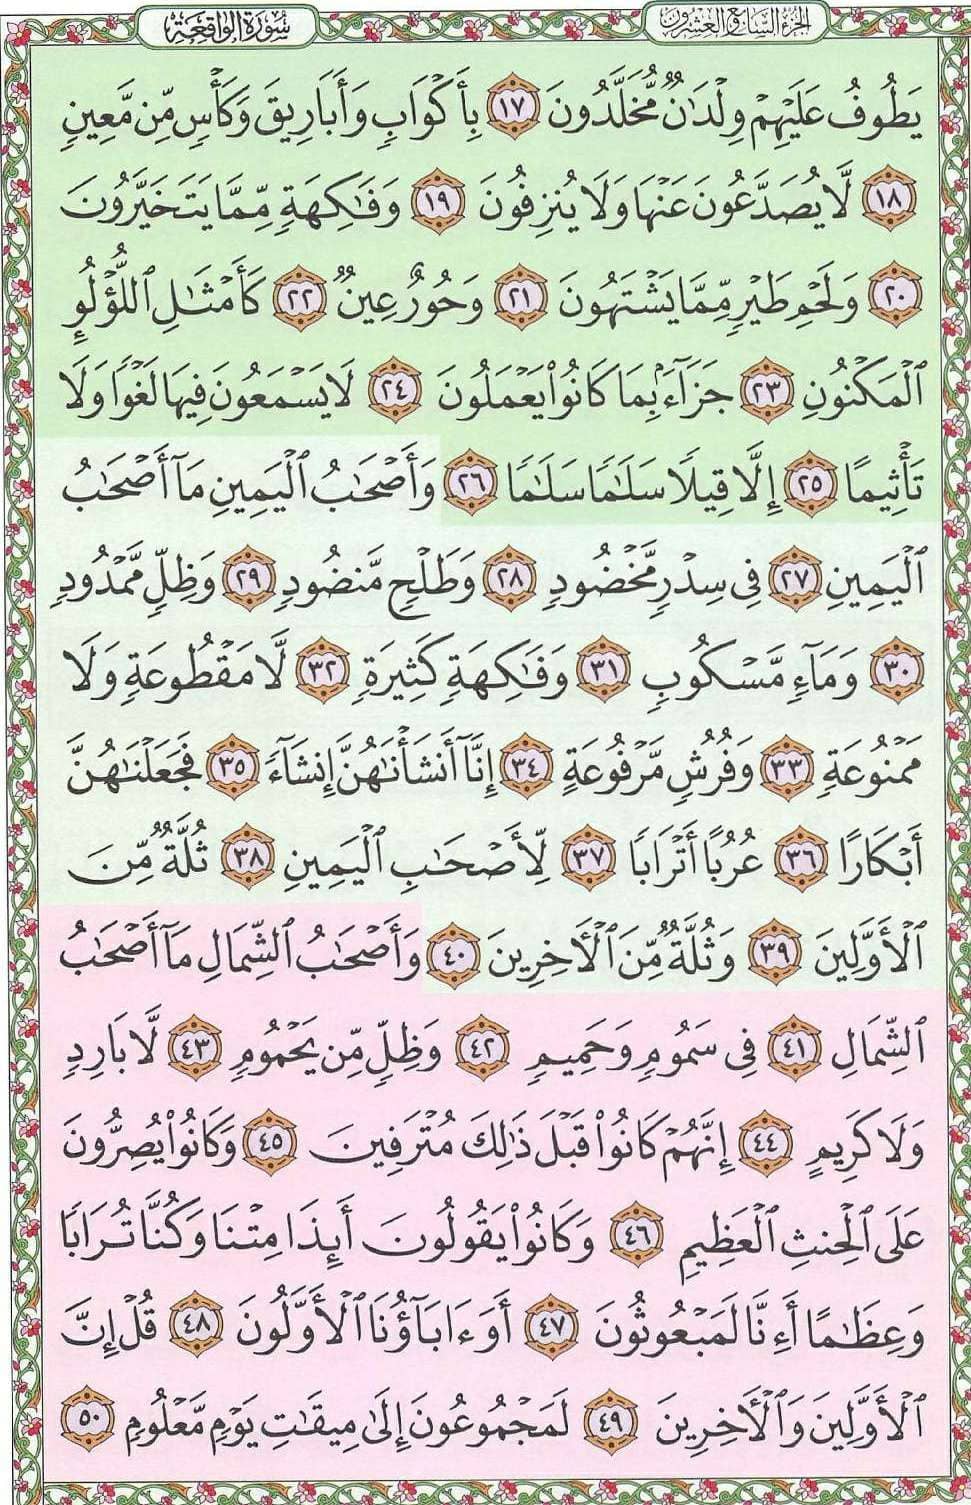 الجزء السابع والعشرون
سورة الواقعة
يَطُوفُ عَلَيْهِمْ وِلْدَٰنٌ مُّخَلَّدُونَ ١٧ بِأَكْوَابٍ وَأَبَارِيقَ وَكَأْسٍ مِّن مَّعِينٍ
١٨ لَّا يُصَدَّعُونَ عَنْهَا وَلَا يُنزِفُونَ ١٩ وَفَٰكِهَةٍ مِّمَّا يَتَخَيَّرُونَ
٢٠ وَلَحْمِ طَيْرٍ مِّمَّا يَشْتَهُونَ ٢١ وَحُورٌ عِينٌ ٢٢ كَأَمْثَٰلِ ٱللُّؤْلُؤِ
ٱلْمَكْنُونِ ٢٣ جَزَآءًۢ بِمَا كَانُوا۟ يَعْمَلُونَ ٢٤ لَا يَسْمَعُونَ فِيهَا لَغْوًا وَلَا
تَأْثِيمًا ٢٥ إِلَّا قِيلًا سَلَٰمًا سَلَٰمًا ٢٦ وَأَصْحَٰبُ ٱلْيَمِينِ مَآ أَصْحَٰبُ
ٱلْيَمِينِ ٢٧ فِى سِدْرٍ مَّخْضُودٍ ٢٨ وَطَلْحٍ مَّنضُودٍ ٢٩ وَظِلٍّ مَّمْدُودٍ
٣٠ وَمَآءٍ مَّسْكُوبٍ ٣١ وَفَٰكِهَةٍ كَثِيرَةٍ ٣٢ لَّا مَقْطُوعَةٍ وَلَا
مَمْنُوعَةٍ ٣٣ وَفُرُشٍ مَّرْفُوعَةٍ ٣٤ إِنَّآ أَنشَأْنَٰهُنَّ إِنشَآءً ٣٥ فَجَعَلْنَٰهُنَّ
أَبْكَارًا ٣٦ عُرُبًا أَتْرَابًا ٣٧ لِّأَصْحَٰبِ ٱلْيَمِينِ ٣٨ ثُلَّةٌ مِّنَ
ٱلْأَوَّلِينَ ٣٩ وَثُلَّةٌ مِّنَ ٱلْأَخِرِينَ ٤٠ وَأَصْحَٰبُ ٱلشِّمَالِ مَآ أَصْحَٰبُ
ٱلشِّمَالِ ٤١ فِى سَمُومٍ وَحَمِيمٍ ٤٢ وَظِلٍّ مِّن يَحْمُومٍ ٤٣ لَّا بَارِدٍ
وَلَا كَرِيمٍ ٤٤ إِنَّهُمْ كَانُوا۟ قَبْلَ ذَٰلِكَ مُتْرَفِينَ ٤٥ وَكَانُوا۟ يُصِرُّونَ
عَلَى ٱلْحِنثِ ٱلْعَظِيمِ ٤٦ وَكَانُوا۟ يَقُولُونَ أَئِذَا مِتْنَا وَكُنَّا تُرَابًا
وَعِظَٰمًا أَءِنَّا لَمَبْعُوثُونَ ٤٧ أَوَءَابَآؤُنَا ٱلْأَوَّلُونَ ٤٨ قُلْ إِنَّ
ٱلْأَوَّلِينَ وَٱلْأَخِرِينَ ٤٩ لَمَجْمُوعُونَ إِلَىٰ مِيقَٰتِ يَوْمٍ مَّعْلُومٍ ٥٠